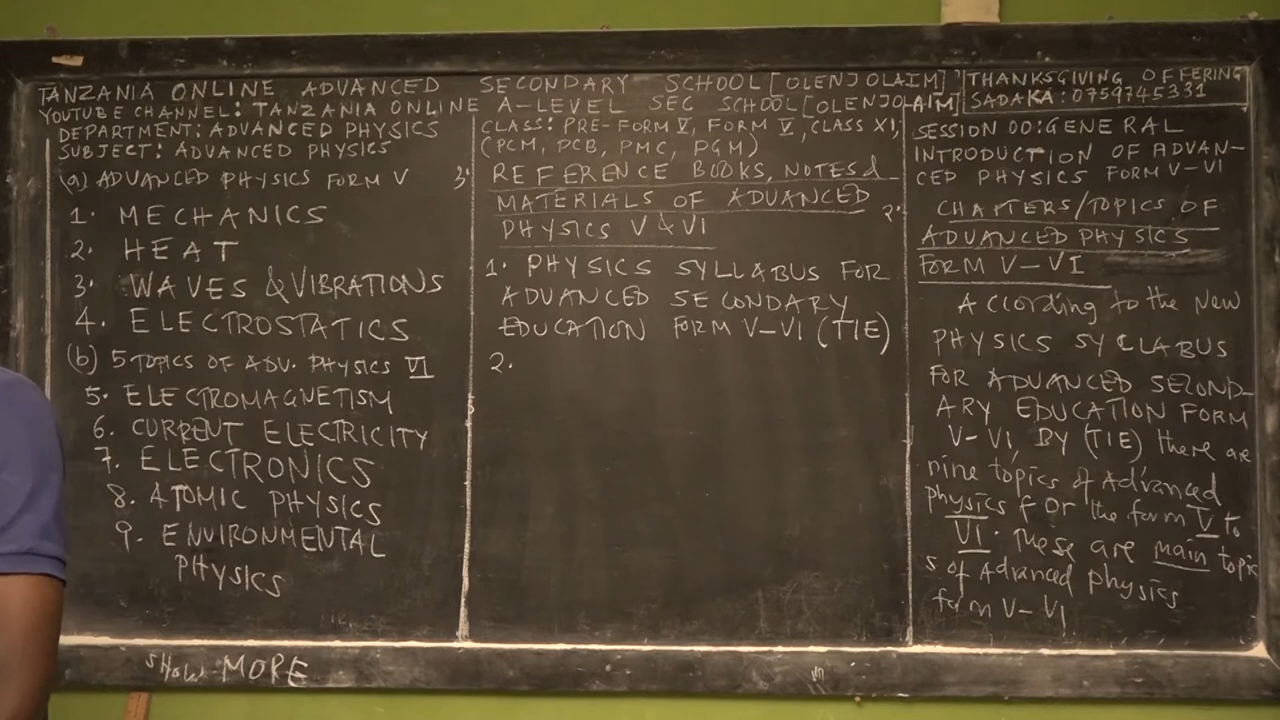 TANZANIA ONLINE ADVANCED SECONDARY SCHOOL [OLENJOLAIM]
YOUTUBE CHANNEL: TANZANIA ONLINE A-LEVEL SEC SCHOOL [OLENJOLAIM]
THANKSGIVING OFFERING
SADAKA: 0759745331
DEPARTMENT: ADVANCED PHYSICS
SUBJECT: ADVANCED PHYSICS
(a) ADVANCED PHYSICS FORM V
1. MECHANICS
2. HEAT
3. WAVES & VIBRATIONS
4. ELECTROSTATICS
(b) 5 TOPICS OF ADV. PHYSICS VI
5. ELECTROMAGNETISM
6. CURRENT ELECTRICITY
7. ELECTRONICS
8. ATOMIC PHYSICS
9. ENVIRONMENTAL
PHYSICS
CLASS: PRE-FORM V, FORM V, CLASS XI,
(PCM, PCB, PMC, PGM)
3. REFERENCE BOOKS, NOTES &
MATERIALS OF ADVANCED
PHYSICS V & VI
1. PHYSICS SYLLABUS FOR
ADVANCED SECONDARY
EDUCATION FORM V-VI (TIE)
2.
SESSION 00: GENERAL
INTRODUCTION OF ADVAN-
CED PHYSICS FORM V-VI
2. CHAPTERS/TOPICS OF
ADVANCED PHYSICS
FORM V-VI
Acciording to the New
PHYSICS SYLLABUS
FOR ADVANCED SECOND-
ARY EDUCATION FORM
V-VI, BY (TIE) there are
nine topics of Advanced
physics for the form V to
VI. These are main topic
s of Advanced physics
form V-VI
MORE